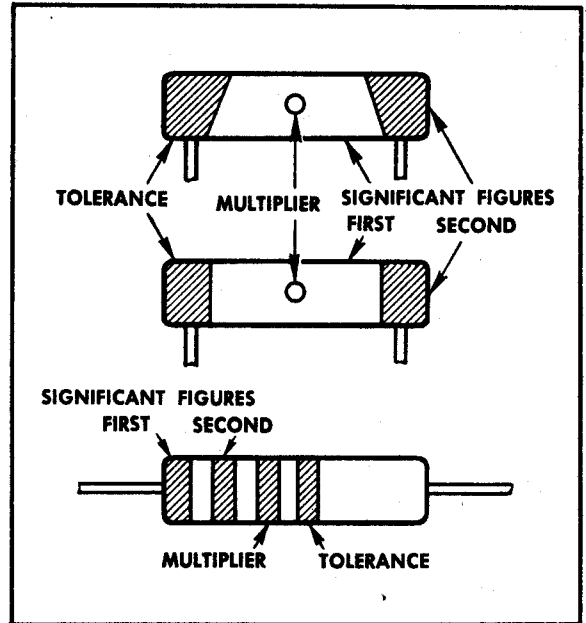 TOLERANCE
MULTIPLIER
SIGNIFICANT FIGURES
FIRST SECOND
SIGNIFICANT FIGURES
FIRST SECOND
MULTIPLIER
TOLERANCE